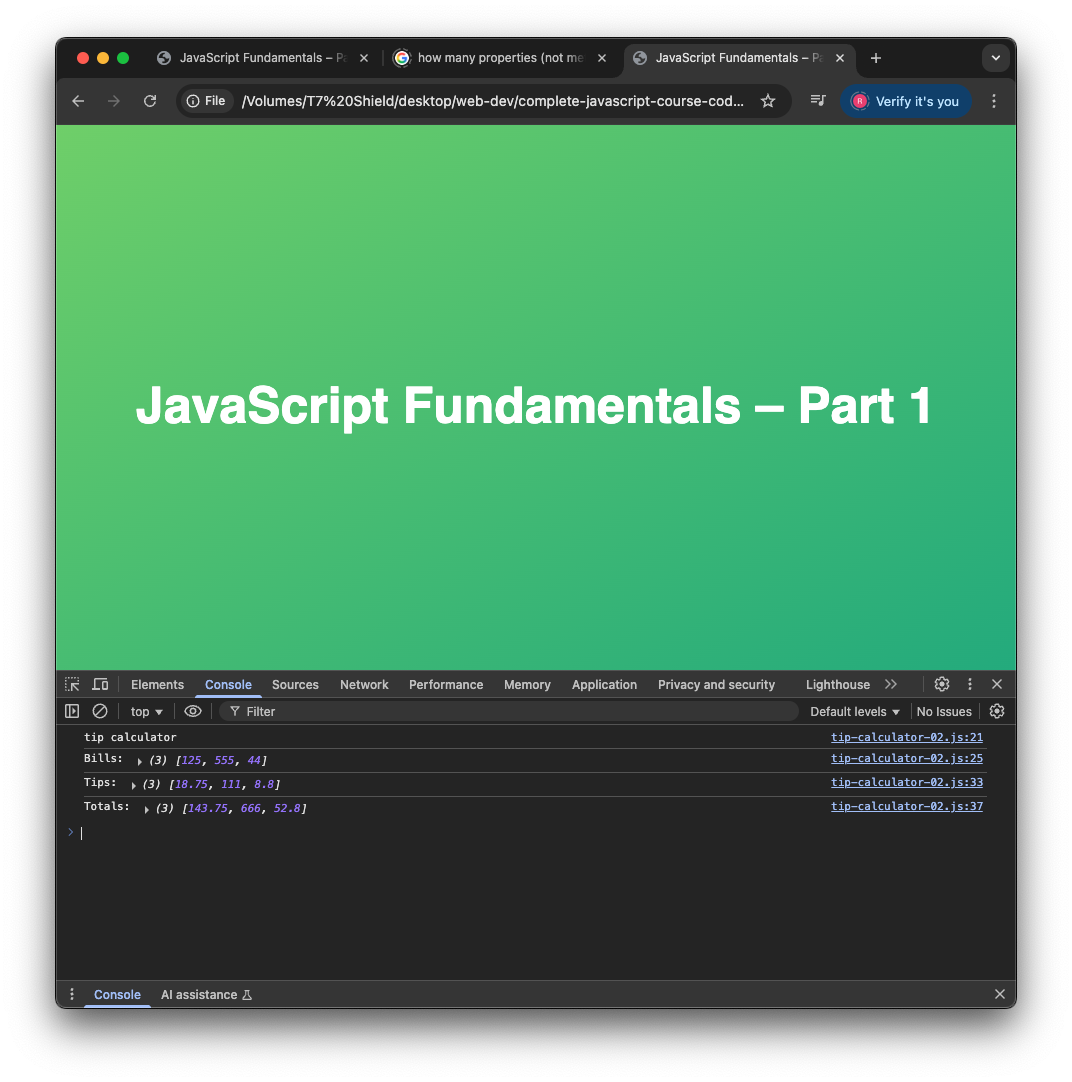 JavaScript Fundamentals – Pa
how many properties (not me
JavaScript Fundamentals – Pa
File
/Volumes/T7%20Shield/desktop/web-dev/complete-javascript-course-cod...
R
Verify it's you
JavaScript Fundamentals – Part 1
Elements Console Sources Network Performance Memory Application Privacy and security Lighthouse
top Filter Default levels No Issues
tip calculator tip-calculator-02.js:21
Bills: (3) [125, 555, 44] tip-calculator-02.js:25
Tips: (3) [18.75, 111, 8.8] tip-calculator-02.js:33
Totals: (3) [143.75, 666, 52.8] tip-calculator-02.js:37
Console AI assistance